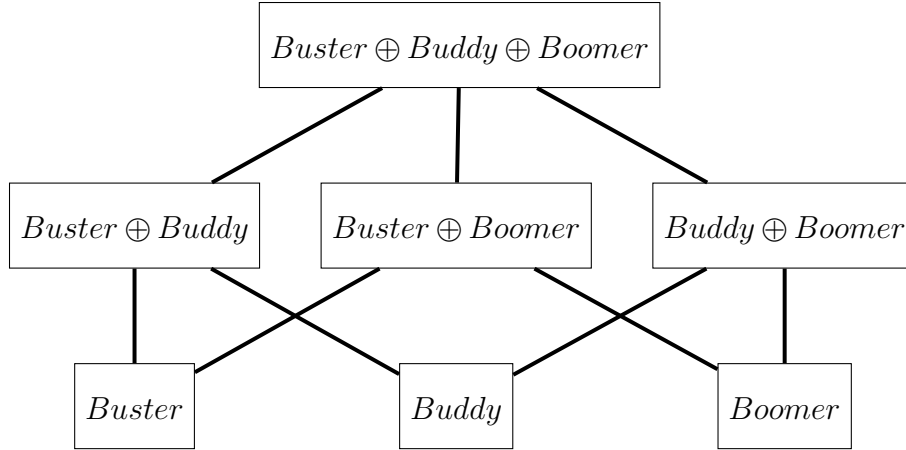 Buster ⊕ Buddy ⊕ Boomer
Buster ⊕ Buddy
Buster ⊕ Boomer
Buddy ⊕ Boomer
Buster
Buddy
Boomer